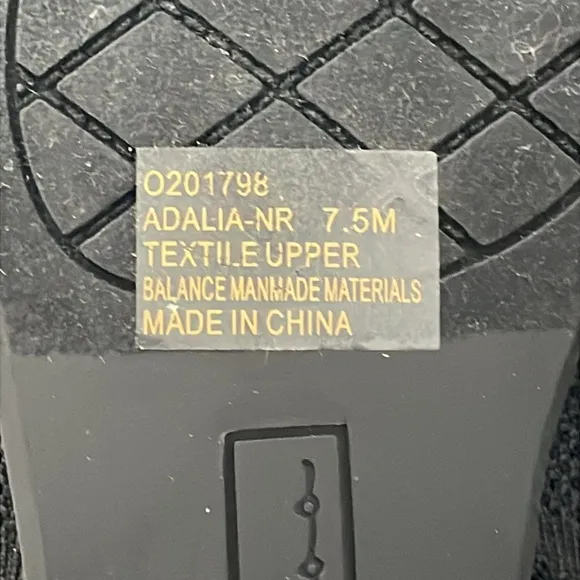 O201798
ADALIA-NR 7.5M
TEXTILE UPPER
BALANCE MANMADE MATERIALS
MADE IN CHINA